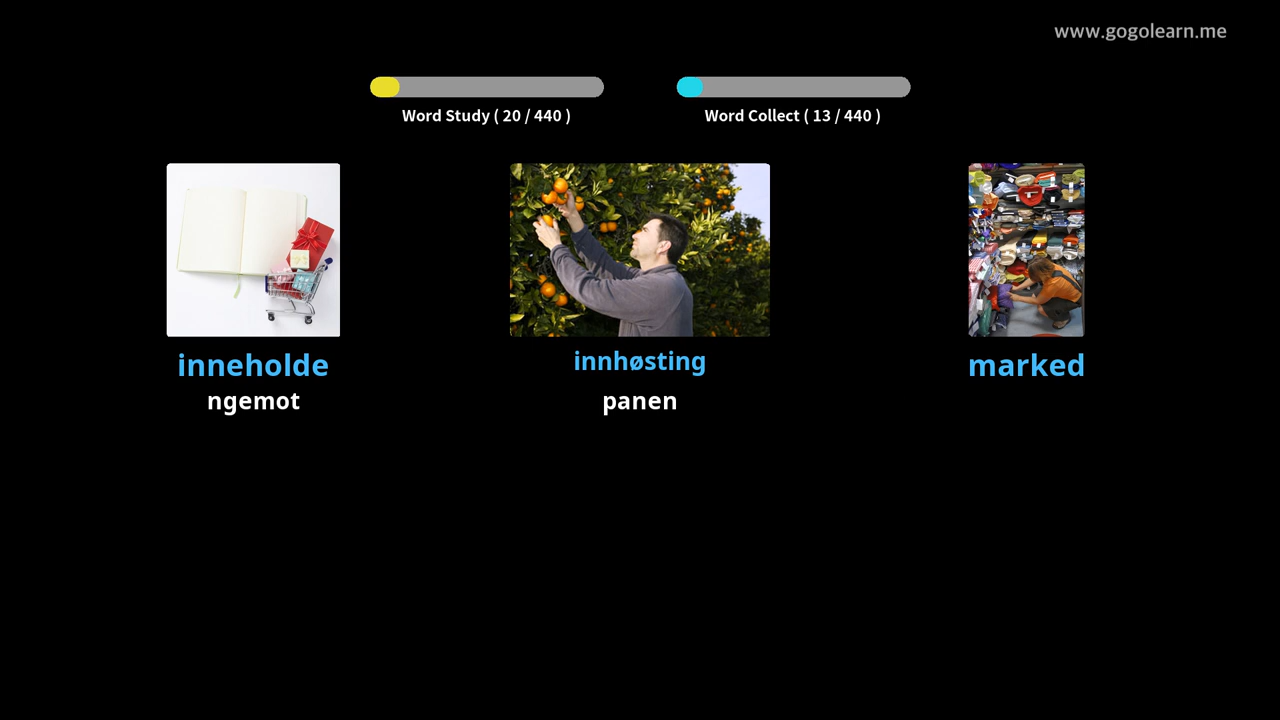 www.gogolearn.me
Word Study ( 20 / 440 )
Word Collect ( 13 / 440 )
inneholde
ngemot
innhøsting
panen
marked